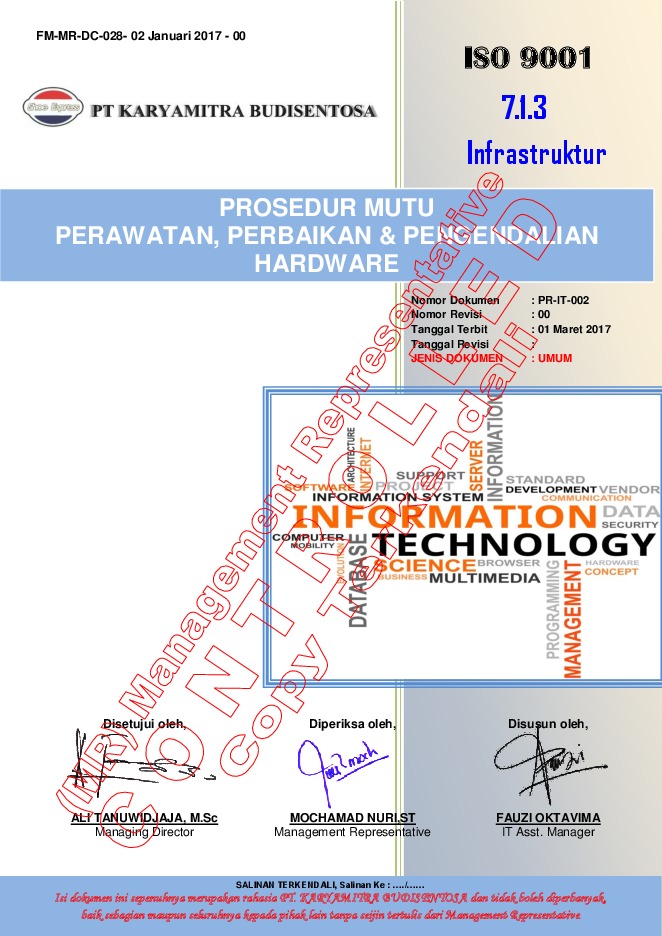 FM-MR-DC-028- 02 Januari 2017 - 00
ISO 9001
7.1.3
Infrastruktur
Shoe Express
PT KARYAMITRA BUDISENTOSA
PROSEDUR MUTU
PERAWATAN, PERBAIKAN & PENGENDALIAN
HARDWARE
Nomor Dokumen : PR-IT-002
Nomor Revisi : 00
Tanggal Terbit : 01 Maret 2017
Tanggal Revisi :
JENIS DOKUMEN : UMUM
(MR) Management Representative
CONTROLLED
Copy Terkendali
ARCHITECTURE
INTERNET
SUPPORT
SERVER
INFORMATION
SOFTWARE
PROJECT
STANDARD
DEVELOPMENT VENDOR
INFORMATION SYSTEM
COMMUNICATION
INFORMATION DATA
SECURITY
COMPUTER
MOBILITY
TECHNOLOGY
EVOLUTION
DATABASE
SCIENCE BROWSER HARDWARE
BUSINESS MULTIMEDIA CONCEPT
PROGRAMMING
MANAGEMENT
Disetujui oleh, Diperiksa oleh, Disusun oleh,
ALI TANUWIDJAJA, M.Sc MOCHAMAD NURI,ST FAUZI OKTAVIMA
Managing Director Management Representative IT Asst. Manager
SALINAN TERKENDALI, Salinan Ke : ..../......
Isi dokumen ini sepenuhnya merupakan rahasia PT. KARYAMITRA BUDISENTOSA dan tidak boleh diperbanyak,
baik sebagian maupun seluruhnya kepada pihak lain tanpa seijin tertulis dari Management Representative.